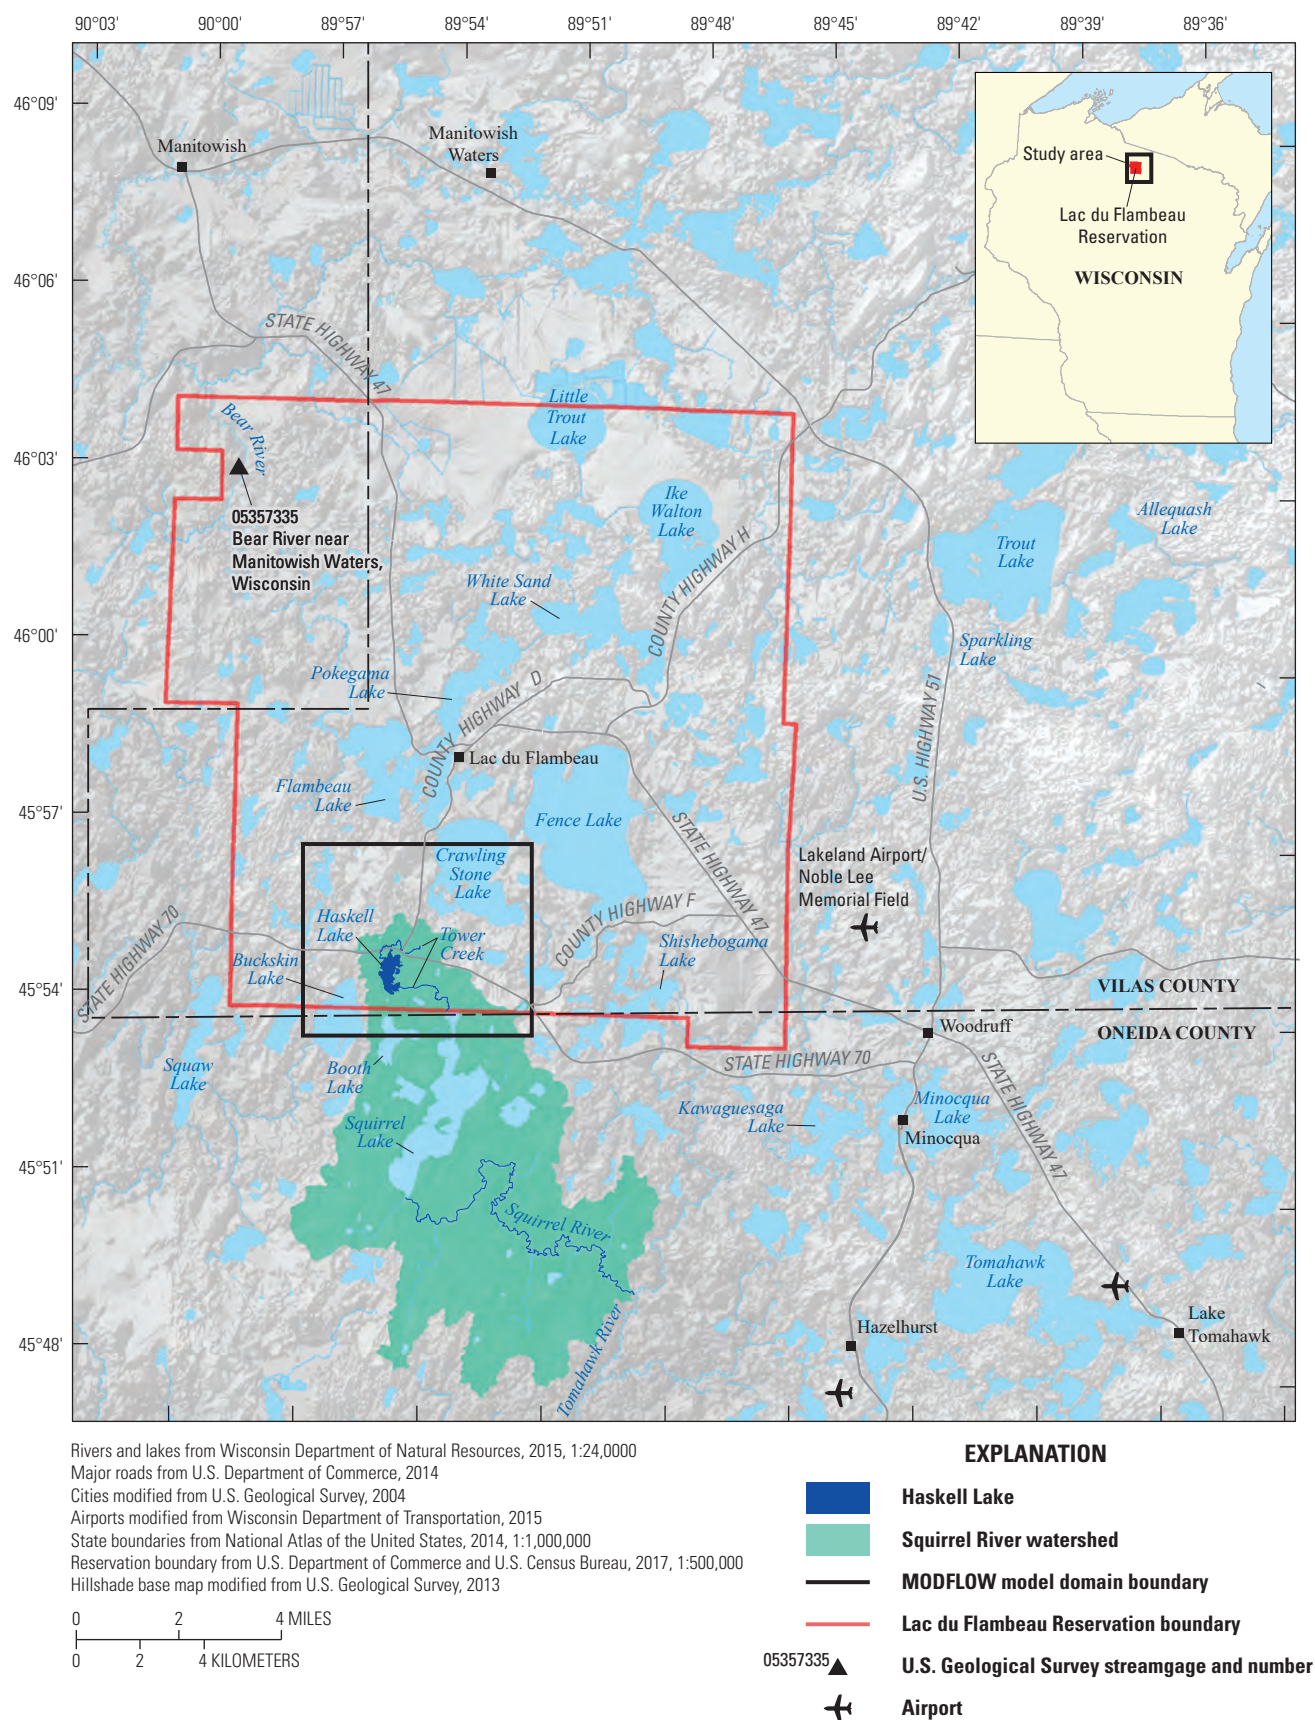 90°03' 90°00' 89°57' 89°54' 89°51' 89°48' 89°45' 89°42' 89°39' 89°36'
46°09'
46°06'
46°03'
46°00'
45°57'
45°54'
45°51'
45°48'
Manitowish
Manitowish
Waters
STATE HIGHWAY 47
Study area
Lac du Flambeau
Reservation
WISCONSIN
Little
Trout
Lake
Bear River
05357335
Bear River near
Manitowish Waters,
Wisconsin
Ike
Walton
Lake
Allequash
Lake
Trout
Lake
White Sand
Lake
COUNTY HIGHWAY H
Sparkling
Lake
Pokegama
Lake
COUNTY HIGHWAY D
U.S. HIGHWAY 51
Lac du Flambeau
Flambeau
Lake
Fence Lake
STATE HIGHWAY 47
Crawling
Stone
Lake
Lakeland Airport/
Noble Lee
Memorial Field
COUNTY HIGHWAY F
Haskell
Lake
Tower
Creek
Shishebogama
Lake
STATE HIGHWAY 70
Buckskin
Lake
VILAS COUNTY
ONEIDA COUNTY
Woodruff
STATE HIGHWAY 70
STATE HIGHWAY 47
Squaw
Lake
Booth
Lake
Minocqua
Lake
Kawaguesaga
Lake
Squirrel
Lake
Minocqua
Squirrel River
Tomahawk
Lake
Tomahawk River
Hazelhurst
Lake
Tomahawk
Rivers and lakes from Wisconsin Department of Natural Resources, 2015, 1:24,0000
Major roads from U.S. Department of Commerce, 2014
Cities modified from U.S. Geological Survey, 2004
Airports modified from Wisconsin Department of Transportation, 2015
State boundaries from National Atlas of the United States, 2014, 1:1,000,000
Reservation boundary from U.S. Department of Commerce and U.S. Census Bureau, 2017, 1:500,000
Hillshade base map modified from U.S. Geological Survey, 2013
0 2 4 MILES
0 2 4 KILOMETERS
EXPLANATION
Haskell Lake
Squirrel River watershed
MODFLOW model domain boundary
Lac du Flambeau Reservation boundary
05357335 U.S. Geological Survey streamgage and number
Airport